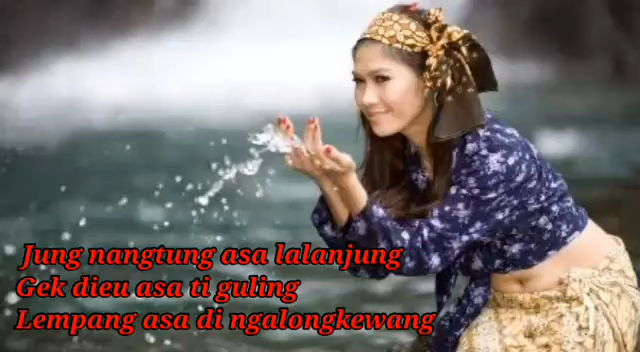 Jung nangtung asa lalanjung
Gek dieu asa ti guling
Lempang asa di ngalongkewang